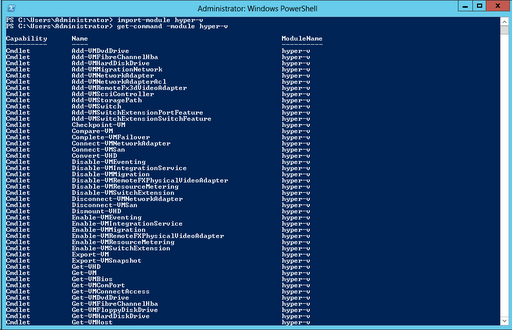 Administrator: Windows PowerShell
PS C:\Users\Administrator> import-module hyper-v
PS C:\Users\Administrator> get-command -module hyper-v
Capability Name ModuleName
---------- ---- ----------
Cmdlet Add-VMDvdDrive hyper-v
Cmdlet Add-VMFibreChannelHba hyper-v
Cmdlet Add-VMHardDiskDrive hyper-v
Cmdlet Add-VMMigrationNetwork hyper-v
Cmdlet Add-VMNetworkAdapter hyper-v
Cmdlet Add-VMNetworkAdapterAcl hyper-v
Cmdlet Add-VMRemoteFx3dVideoAdapter hyper-v
Cmdlet Add-VMScsiController hyper-v
Cmdlet Add-VMStoragePath hyper-v
Cmdlet Add-VMSwitch hyper-v
Cmdlet Add-VMSwitchExtensionPortFeature hyper-v
Cmdlet Add-VMSwitchExtensionSwitchFeature hyper-v
Cmdlet Checkpoint-VM hyper-v
Cmdlet Compare-VM hyper-v
Cmdlet Complete-VMFailover hyper-v
Cmdlet Connect-VMNetworkAdapter hyper-v
Cmdlet Connect-VMSan hyper-v
Cmdlet Convert-VHD hyper-v
Cmdlet Disable-VMEventing hyper-v
Cmdlet Disable-VMIntegrationService hyper-v
Cmdlet Disable-VMMigration hyper-v
Cmdlet Disable-VMRemoteFXPhysicalVideoAdapter hyper-v
Cmdlet Disable-VMResourceMetering hyper-v
Cmdlet Disable-VMSwitchExtension hyper-v
Cmdlet Disconnect-VMNetworkAdapter hyper-v
Cmdlet Disconnect-VMSan hyper-v
Cmdlet Dismount-VHD hyper-v
Cmdlet Enable-VMEventing hyper-v
Cmdlet Enable-VMIntegrationService hyper-v
Cmdlet Enable-VMMigration hyper-v
Cmdlet Enable-VMRemoteFXPhysicalVideoAdapter hyper-v
Cmdlet Enable-VMResourceMetering hyper-v
Cmdlet Enable-VMSwitchExtension hyper-v
Cmdlet Export-VM hyper-v
Cmdlet Export-VMSnapshot hyper-v
Cmdlet Get-VHD hyper-v
Cmdlet Get-VM hyper-v
Cmdlet Get-VMBios hyper-v
Cmdlet Get-VMComPort hyper-v
Cmdlet Get-VMConnectAccess hyper-v
Cmdlet Get-VMDvdDrive hyper-v
Cmdlet Get-VMFibreChannelHba hyper-v
Cmdlet Get-VMFloppyDiskDrive hyper-v
Cmdlet Get-VMHardDiskDrive hyper-v
Cmdlet Get-VMHost hyper-v